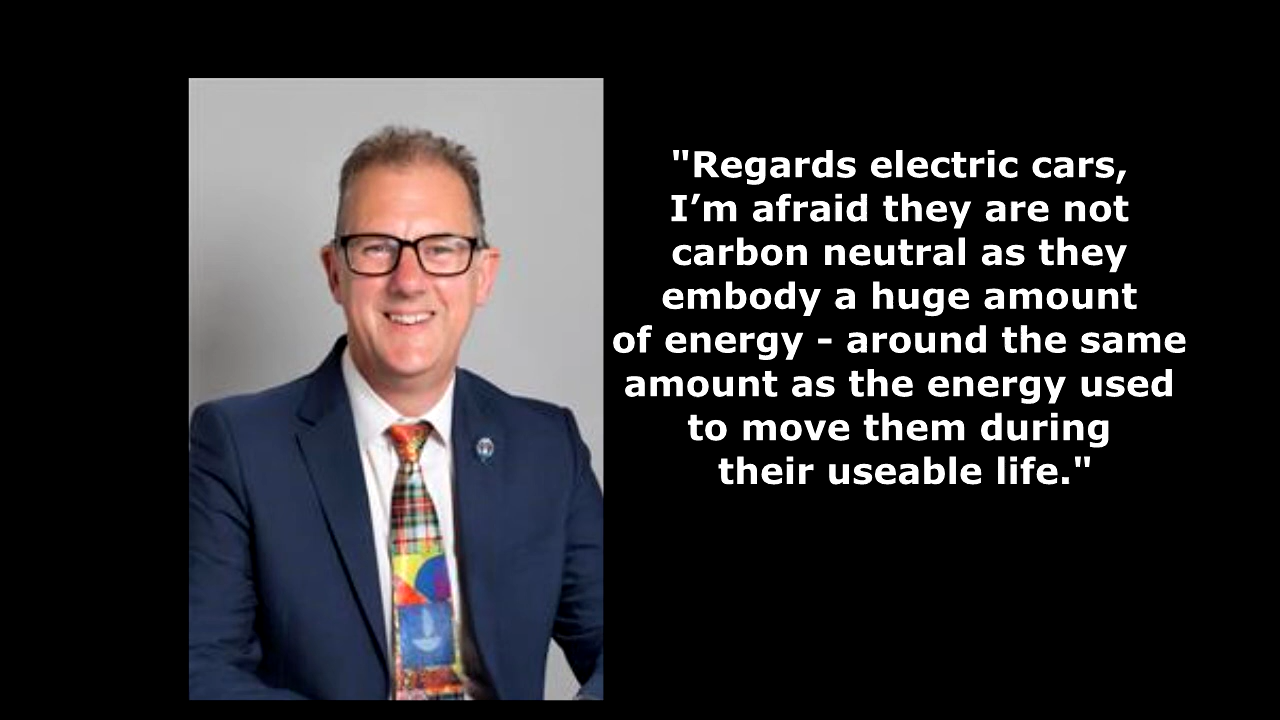 "Regards electric cars,
I’m afraid they are not
carbon neutral as they
embody a huge amount
of energy - around the same
amount as the energy used
to move them during
their useable life."